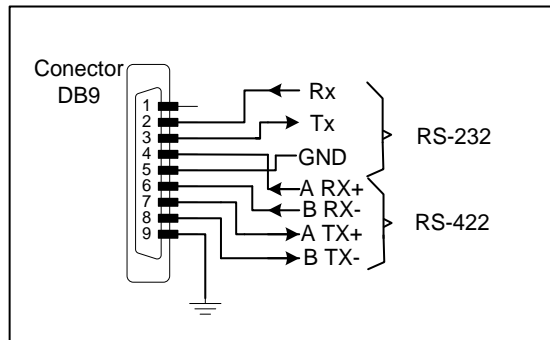 Conector
DB9
1
2
3
4
5
6
7
8
9
Rx
Tx
GND
A RX+
B RX-
A TX+
B TX-
RS-232
RS-422